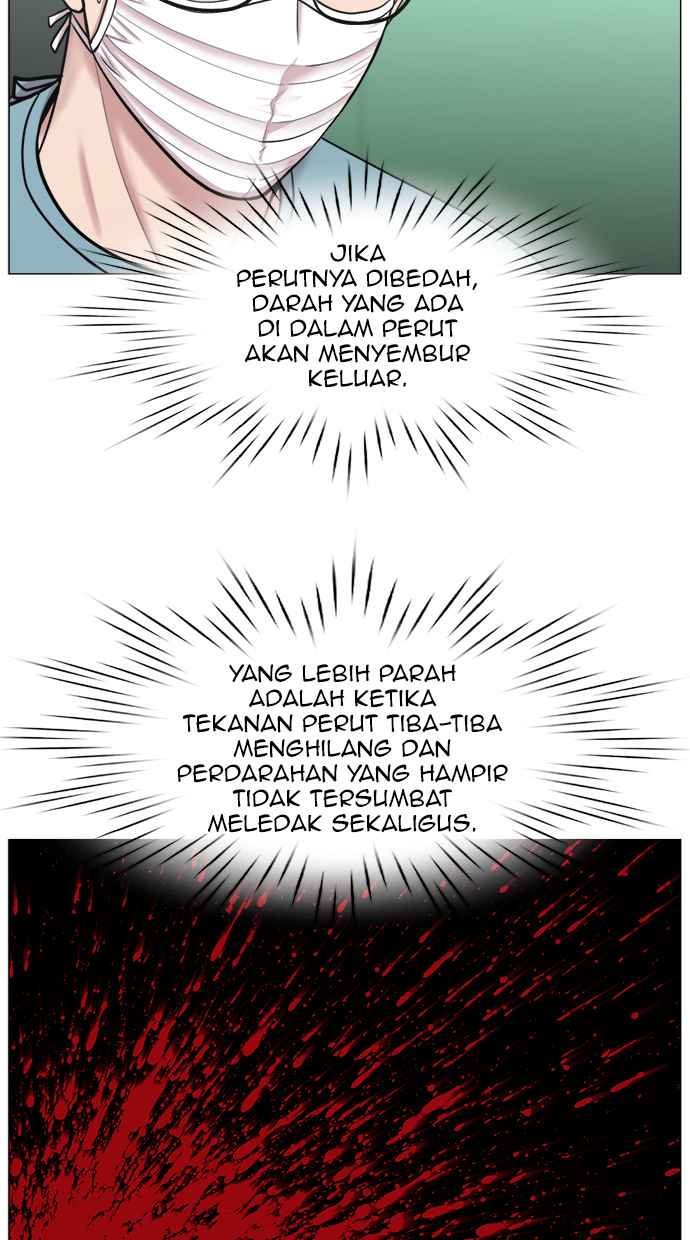 JIKA
PERUTNYA DIBEDAH,
DARAH YANG ADA
DI DALAM PERUT
AKAN MENYEMBUR
KELUAR.
YANG LEBIH PARAH
ADALAH KETIKA
TEKANAN PERUT TIBA-TIBA
MENGHILANG DAN
PERDARAHAN YANG HAMPIR
TIDAK TERSUMBAT
MELEDAK SEKALIGUS.